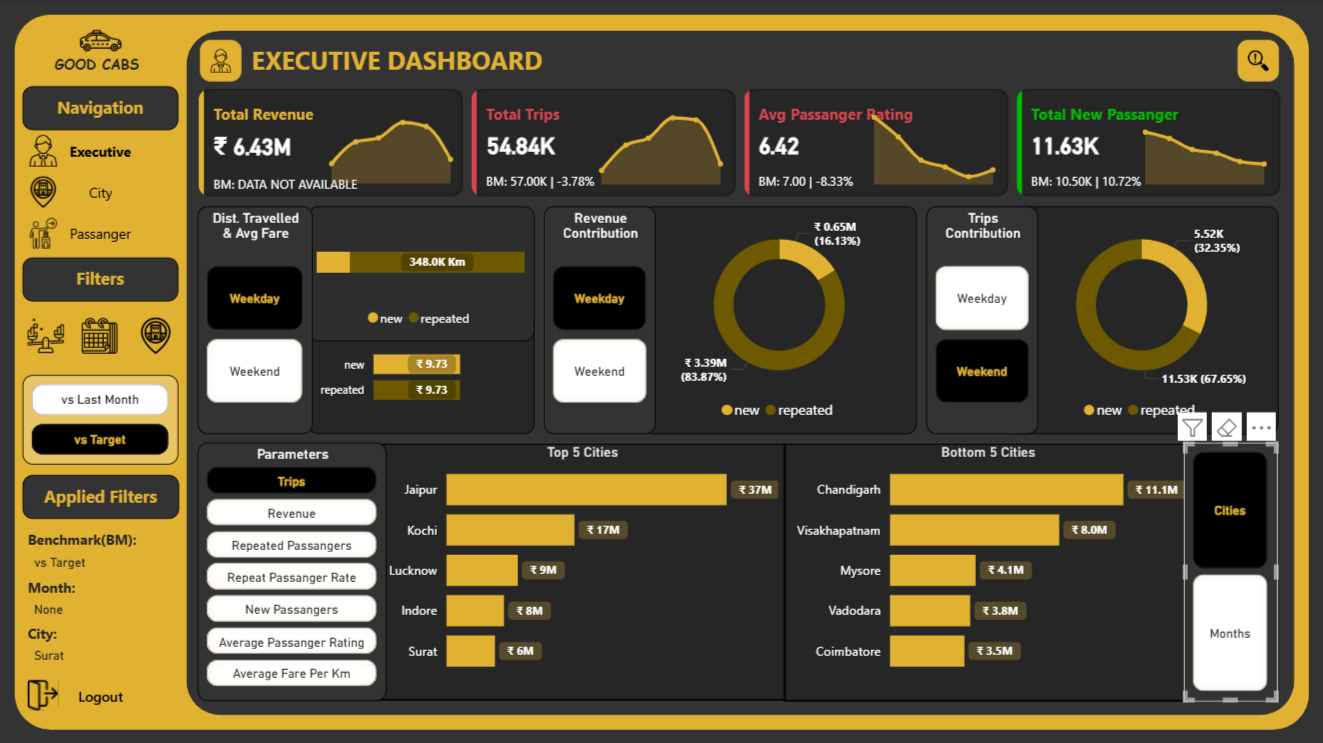 GOOD CABS
Navigation
Executive
City
Passanger
Filters
vs Last Month
vs Target
Applied Filters
Benchmark(BM):
vs Target
Month:
None
City:
Surat
Logout
EXECUTIVE DASHBOARD
Total Revenue
₹ 6.43M
BM: DATA NOT AVAILABLE
Total Trips
54.84K
BM: 57.00K | -3.78%
Avg Passanger Rating
6.42
BM: 7.00 | -8.33%
Total New Passanger
11.63K
BM: 10.50K | 10.72%
Dist. Travelled
& Avg Fare
Weekday
Weekend
348.0K Km
new repeated
new ₹ 9.73
repeated ₹ 9.73
Revenue
Contribution
Weekday
Weekend
₹ 0.65M
(16.13%)
₹ 3.39M
(83.87%)
new repeated
Trips
Contribution
Weekday
Weekend
5.52K
(32.35%)
11.53K (67.65%)
new repeated
Parameters
Trips
Revenue
Repeated Passangers
Repeat Passanger Rate
New Passangers
Average Passanger Rating
Average Fare Per Km
Top 5 Cities
Jaipur ₹ 37M
Kochi ₹ 17M
Lucknow ₹ 9M
Indore ₹ 8M
Surat ₹ 6M
Bottom 5 Cities
Chandigarh ₹ 11.1M
Visakhapatnam ₹ 8.0M
Mysore ₹ 4.1M
Vadodara ₹ 3.8M
Coimbatore ₹ 3.5M
Cities
Months